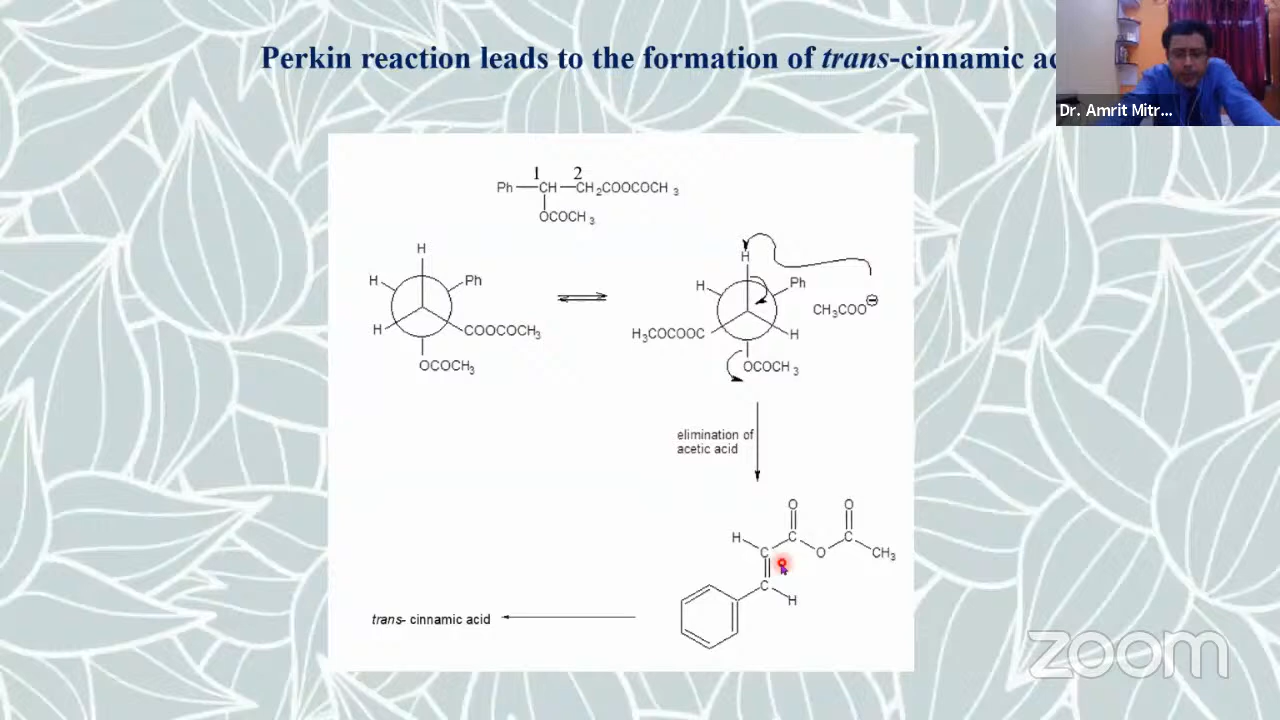 Perkin reaction leads to the formation of trans-cinnamic ac
Dr. Amrit Mitr...
1 2
Ph CH CH2COOCOCH3
OCOCH3
H
H
Ph
H
COOCOCH3
OCOCH3
H
H
Ph
CH3COO⊖
H3COCOOC
H
OCOCH3
elimination of
acetic acid
O O
H C C
C O CH3
C
H
trans- cinnamic acid
zoom